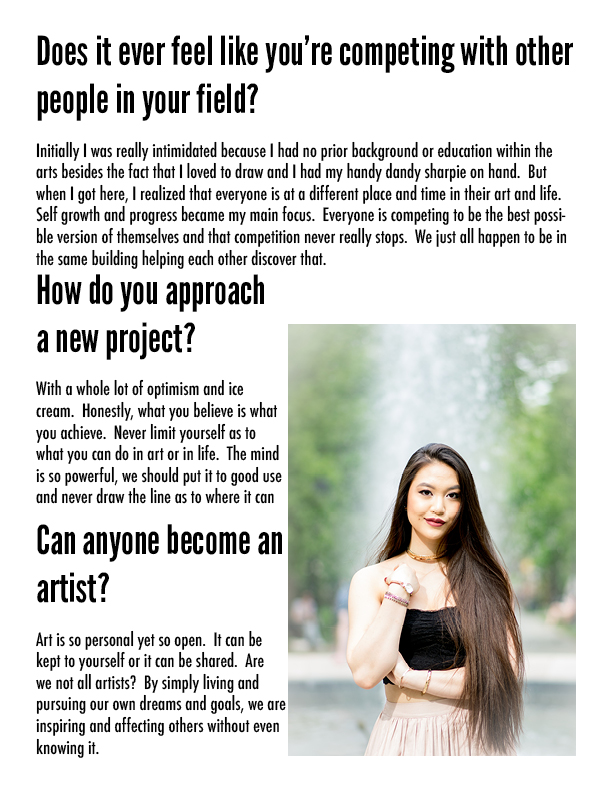 Does it ever feel like you're competing with other
people in your field?
Initially I was really intimidated because I had no prior background or education within the
arts besides the fact that I loved to draw and I had my handy dandy sharpie on hand.  But
when I got here, I realized that everyone is at a different place and time in their art and life.
Self growth and progress became my main focus.  Everyone is competing to be the best possi-
ble version of themselves and that competition never really stops.  We just all happen to be in
the same building helping each other discover that.
How do you approach
a new project?
With a whole lot of optimism and ice
cream.  Honestly, what you believe is what
you achieve.  Never limit yourself as to
what you can do in art or in life.  The mind
is so powerful, we should put it to good use
and never draw the line as to where it can
Can anyone become an
artist?
Art is so personal yet so open.  It can be
kept to yourself or it can be shared.  Are
we not all artists?  By simply living and
pursuing our own dreams and goals, we are
inspiring and affecting others without even
knowing it.